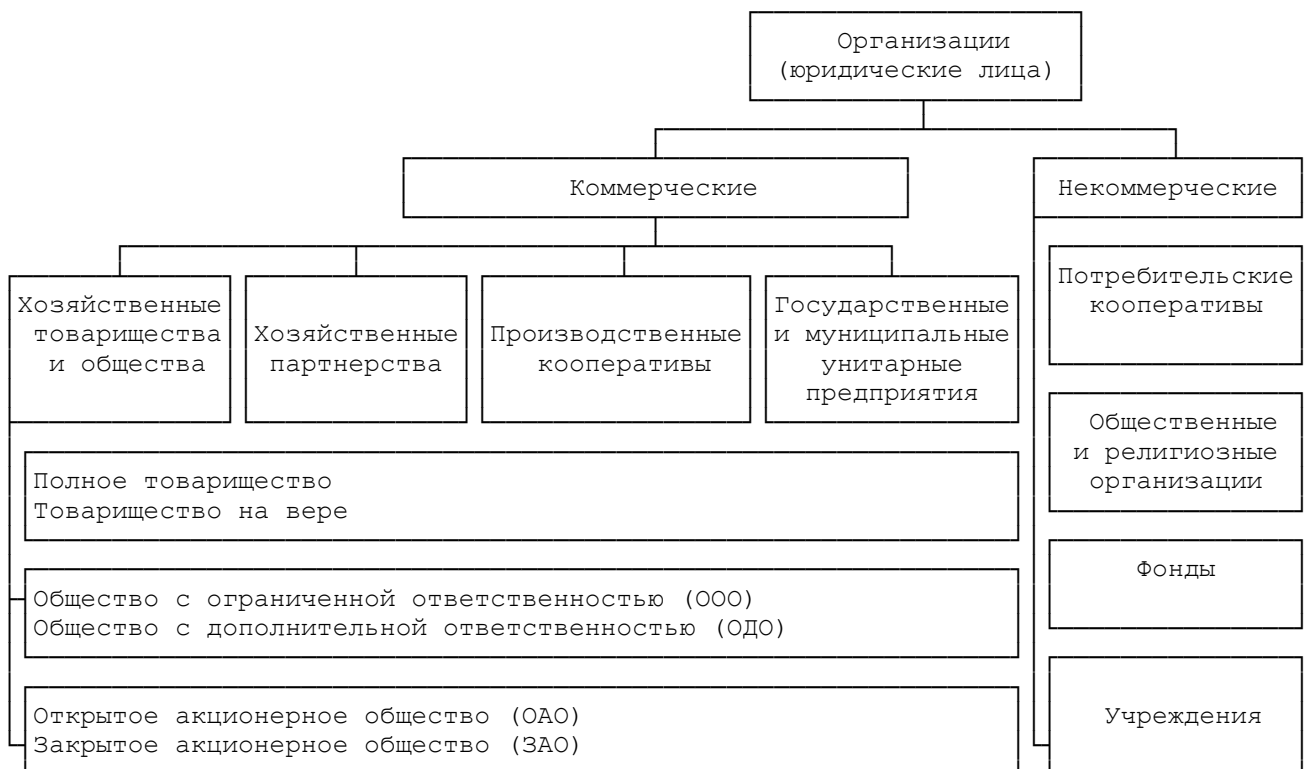 Организации
(юридические лица)
Коммерческие
Некоммерческие
Хозяйственные
товарищества
и общества
Хозяйственные
партнерства
Производственные
кооперативы
Государственные
и муниципальные
унитарные
предприятия
Потребительские
кооперативы
Общественные
и религиозные
организации
Фонды
Учреждения
Полное товарищество
Товарищество на вере
Общество с ограниченной ответственностью (ООО)
Общество с дополнительной ответственностью (ОДО)
Открытое акционерное общество (ОАО)
Закрытое акционерное общество (ЗАО)